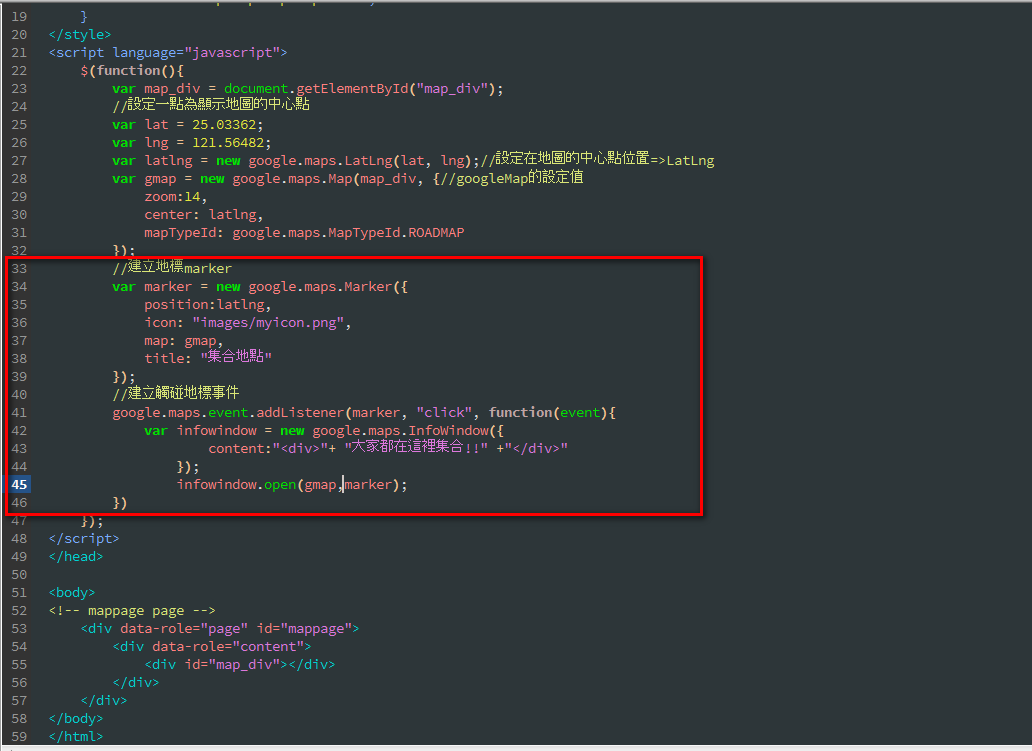 19 }
20 </style>
21 <script language="javascript">
22 $(function(){
23 var map_div = document.getElementById("map_div");
24 //設定一點為顯示地圖的中心點
25 var lat = 25.03362;
26 var lng = 121.56482;
27 var latlng = new google.maps.LatLng(lat, lng);//設定在地圖的中心點位置=>LatLng
28 var gmap = new google.maps.Map(map_div, {//googleMap的設定值
29 zoom:14,
30 center: latlng,
31 mapTypeId: google.maps.MapTypeId.ROADMAP
32 });
33 //建立地標marker
34 var marker = new google.maps.Marker({
35 position:latlng,
36 icon: "images/myicon.png",
37 map: gmap,
38 title: "集合地點"
39 });
40 //建立觸碰地標事件
41 google.maps.event.addListener(marker, "click", function(event){
42 var infowindow = new google.maps.InfoWindow({
43 content:"<div>"+ "大家都在這裡集合!!" +"</div>"
44 });
45 infowindow.open(gmap,marker);
46 })
47 });
48 </script>
49 </head>
50
51 <body>
52 <!-- mappage page -->
53 <div data-role="page" id="mappage">
54 <div data-role="content">
55 <div id="map_div"></div>
56 </div>
57 </div>
58 </body>
59 </html>